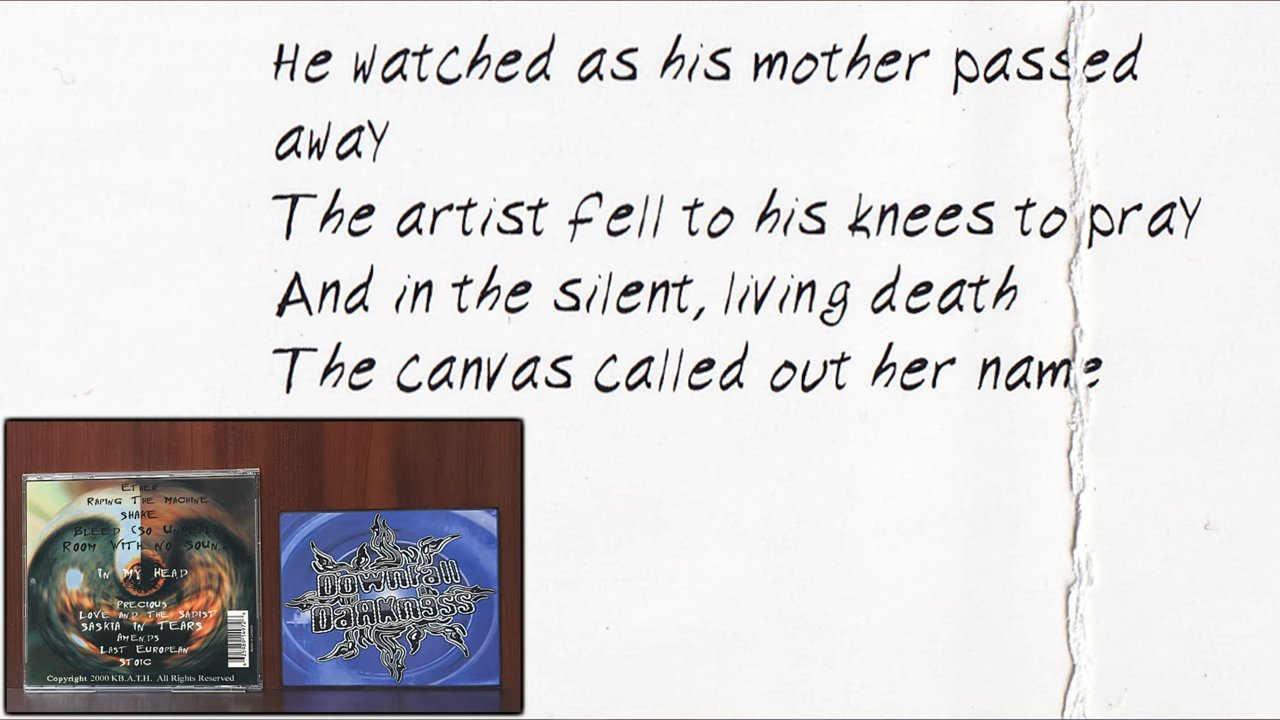 He watched as his mother passed
away
The artist fell to his knees to pray
And in the silent, living death
The canvas called out her name
ETHER
RAPING THE MACHINE
SHAKE
BLEED (SO
ROOM WITH NO SOUND
IN MY HEAD
PRECIOUS
LOVE AND THE SADIST
SASKIA IN TEARS
AMENDS
LAST EUROPEAN
STOIC
Copyright 2000 KB.A.T.H. All Rights Reserved
Downfall
Darkness